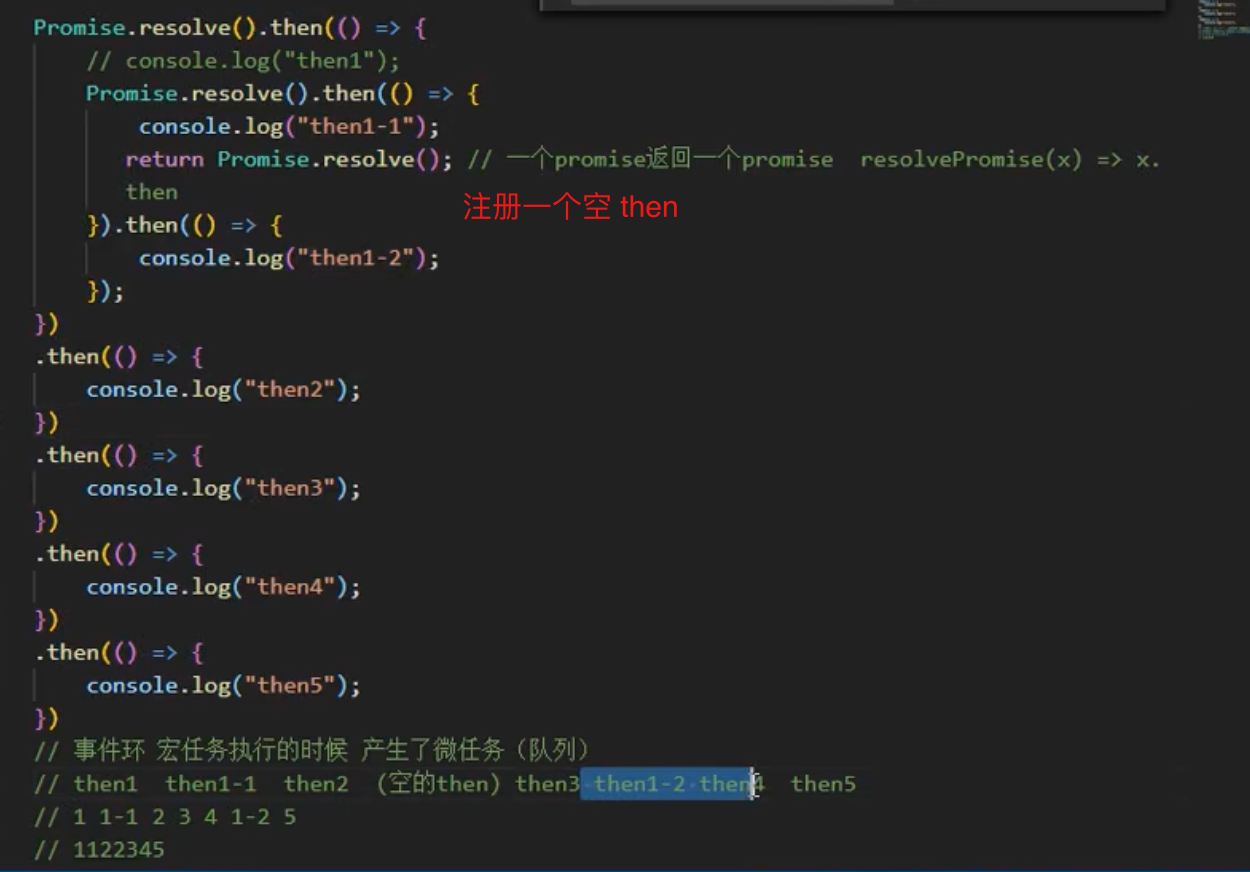 Promise.resolve().then(() => {
// console.log("then1");
Promise.resolve().then(() => {
console.log("then1-1");
return Promise.resolve(); // 一个promise返回一个promise  resolvePromise(x) => x.
then
注册一个空 then
}).then(() => {
console.log("then1-2");
});
})
.then(() => {
console.log("then2");
})
.then(() => {
console.log("then3");
})
.then(() => {
console.log("then4");
})
.then(() => {
console.log("then5");
})
// 事件环 宏任务执行的时候 产生了微任务（队列）
// then1  then1-1  then2  (空的then) then3 then1-2 then4  then5
// 1 1-1 2 3 4 1-2 5
// 1122345